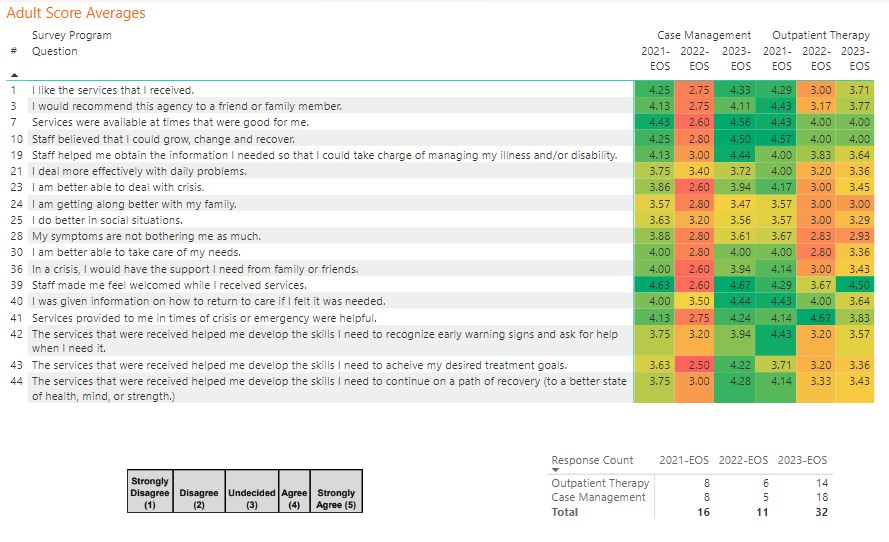 Adult Score Averages
Survey Program Case Management Outpatient Therapy
# Question 2021- 2022- 2023- 2021- 2022- 2023-
EOS EOS EOS EOS EOS EOS
1 I like the services that I received. 4.25 2.75 4.33 4.29 3.00 3.71
3 I would recommend this agency to a friend or family member. 4.13 2.75 4.11 4.43 3.17 3.77
7 Services were available at times that were good for me. 4.43 2.60 4.56 4.43 4.00 4.00
10 Staff believed that I could grow, change and recover. 4.25 2.80 4.50 4.57 4.00 4.00
19 Staff helped me obtain the information I needed so that I could take charge of managing my illness and/or disability. 4.13 3.00 4.44 4.00 3.83 3.64
21 I deal more effectively with daily problems. 3.75 3.40 3.72 4.00 3.20 3.36
23 I am better able to deal with crisis. 3.86 2.60 3.94 4.17 3.00 3.45
24 I am getting along better with my family. 3.57 2.80 3.47 3.57 3.00 3.00
25 I do better in social situations. 3.63 3.20 3.56 3.57 3.00 3.29
28 My symptoms are not bothering me as much. 3.88 2.80 3.61 3.67 2.83 2.93
30 I am better able to take care of my needs. 4.00 2.80 4.00 4.00 2.80 3.36
36 In a crisis, I would have the support I need from family or friends. 4.00 2.60 3.94 4.14 3.00 3.43
39 Staff made me feel welcomed while I received services. 4.63 2.60 4.67 4.29 3.67 4.50
40 I was given information on how to return to care if I felt it was needed. 4.00 3.50 4.44 4.43 4.00 3.64
41 Services provided to me in times of crisis or emergency were helpful. 4.13 2.75 4.24 4.14 4.67 3.83
42 The services that were received helped me develop the skills I need to recognize early warning signs and ask for help 3.75 3.20 3.94 4.43 3.20 3.57
when I need it.
43 The services that were received helped me develop the skills I need to acheive my desired treatment goals. 3.63 2.50 4.22 3.71 3.20 3.36
44 The services that were received helped me develop the skills I need to continue on a path of recovery (to a better state 3.75 3.00 4.28 4.14 3.33 3.43
of health, mind, or strength.)
Strongly
Disagree Disagree Undecided Agree Strongly
(1) (2) (3) (4) Agree (5)
Response Count 2021-EOS 2022-EOS 2023-EOS
Outpatient Therapy 8 6 14
Case Management 8 5 18
Total 16 11 32